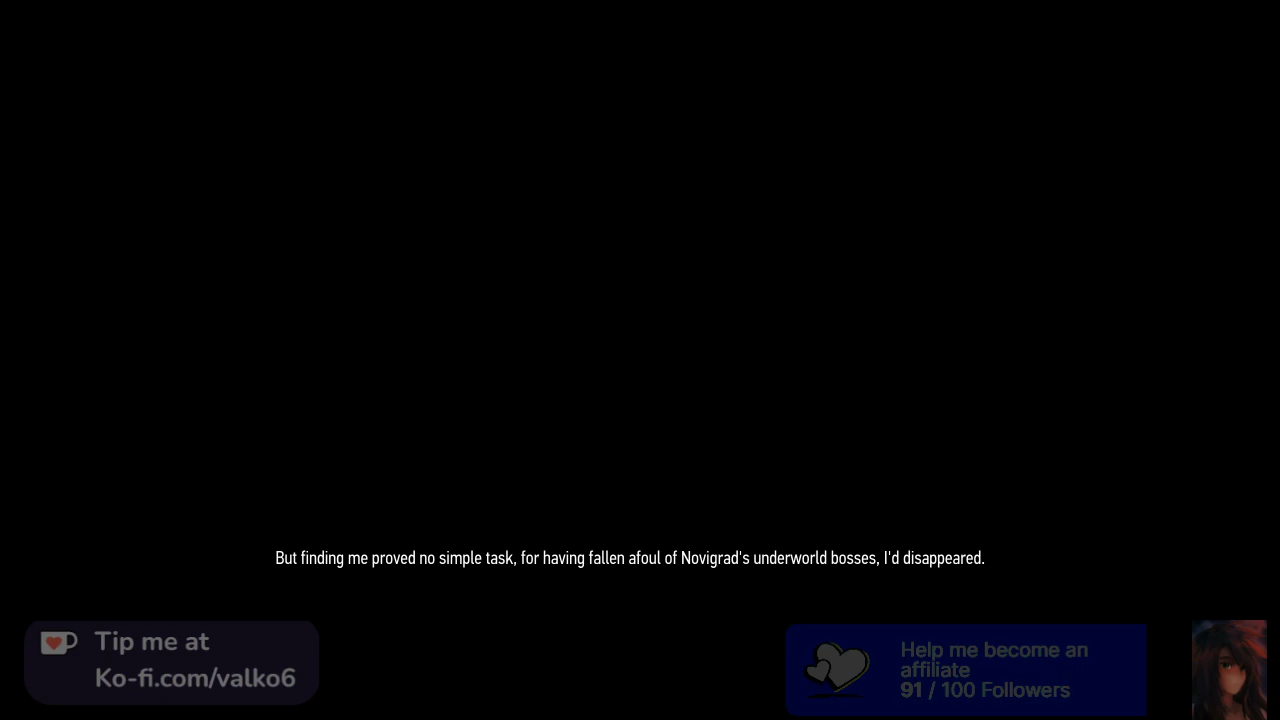 But finding me proved no simple task, for having fallen afoul of Novigrad's underworld bosses, I'd disappeared.
Tip me at
Ko-fi.com/valko6
Help me become an
affiliate
91 / 100 Followers